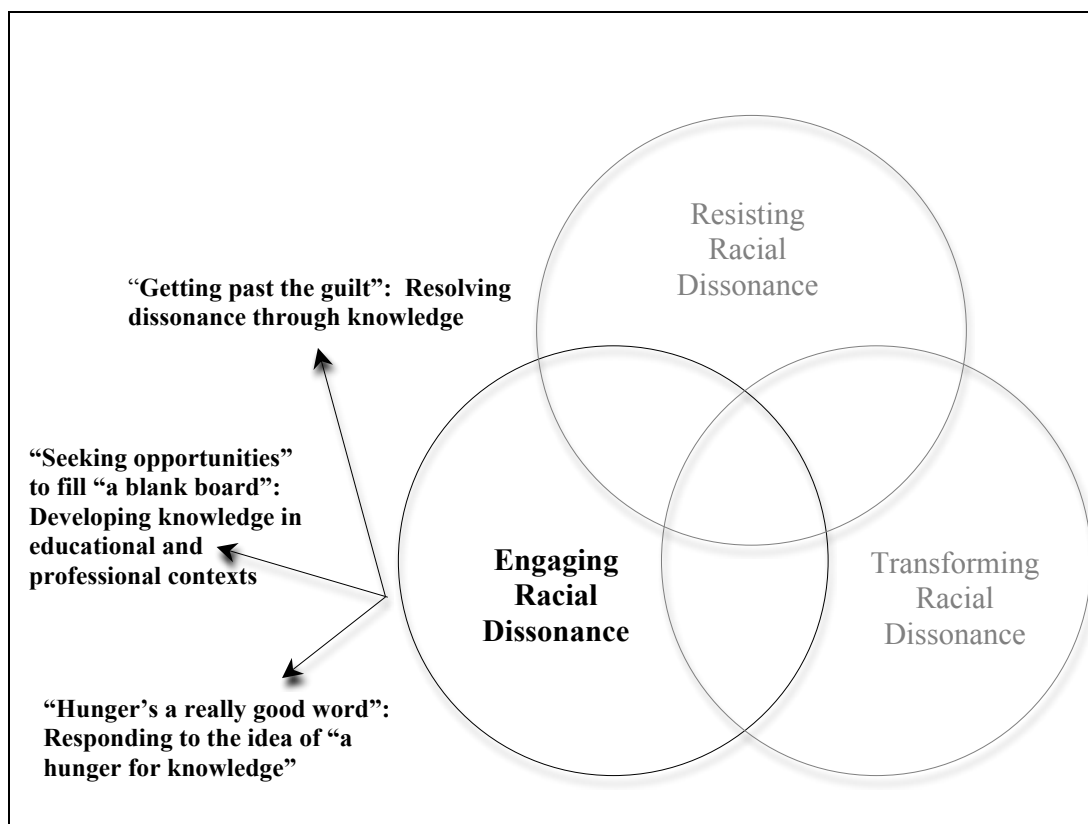 Resisting
Racial
Dissonance
“Getting past the guilt”: Resolving
dissonance through knowledge
“Seeking opportunities”
to fill “a blank board”:
Developing knowledge in
educational and
professional contexts
Engaging
Racial
Dissonance
Transforming
Racial
Dissonance
“Hunger’s a really good word”:
Responding to the idea of “a
hunger for knowledge”